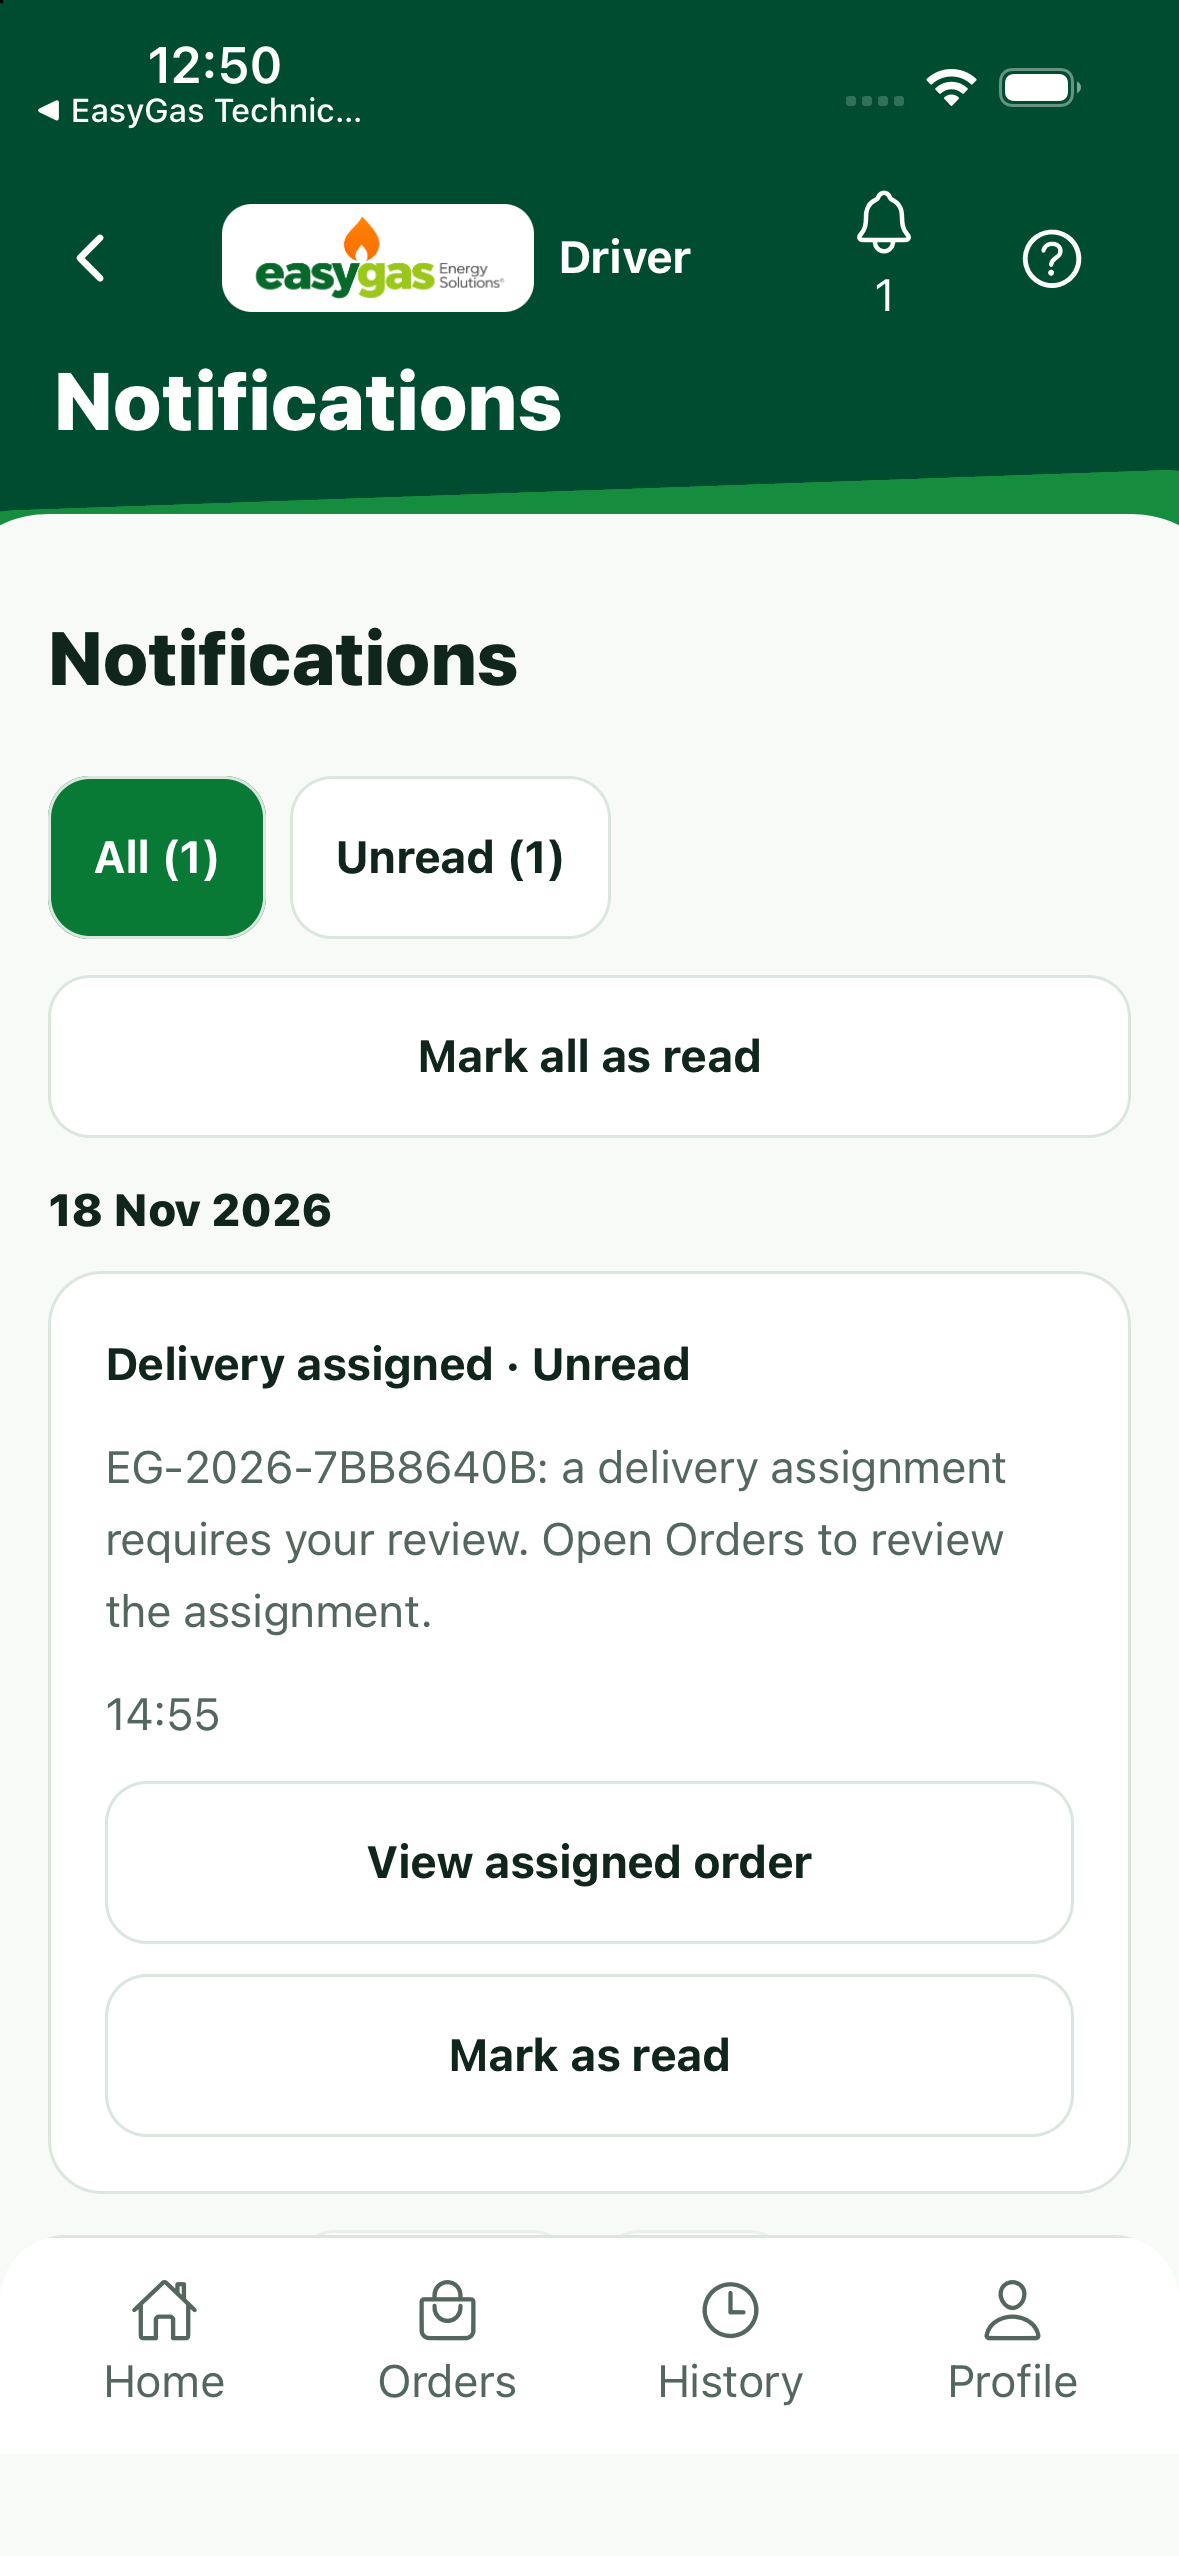 12:50
◀ EasyGas Technic...
easygas Energy Solutions®
Driver
1
Notifications
Notifications
All (1)
Unread (1)
Mark all as read
18 Nov 2026
Delivery assigned · Unread
EG-2026-7BB8640B: a delivery assignment
requires your review. Open Orders to review
the assignment.
14:55
View assigned order
Mark as read
Home
Orders
History
Profile